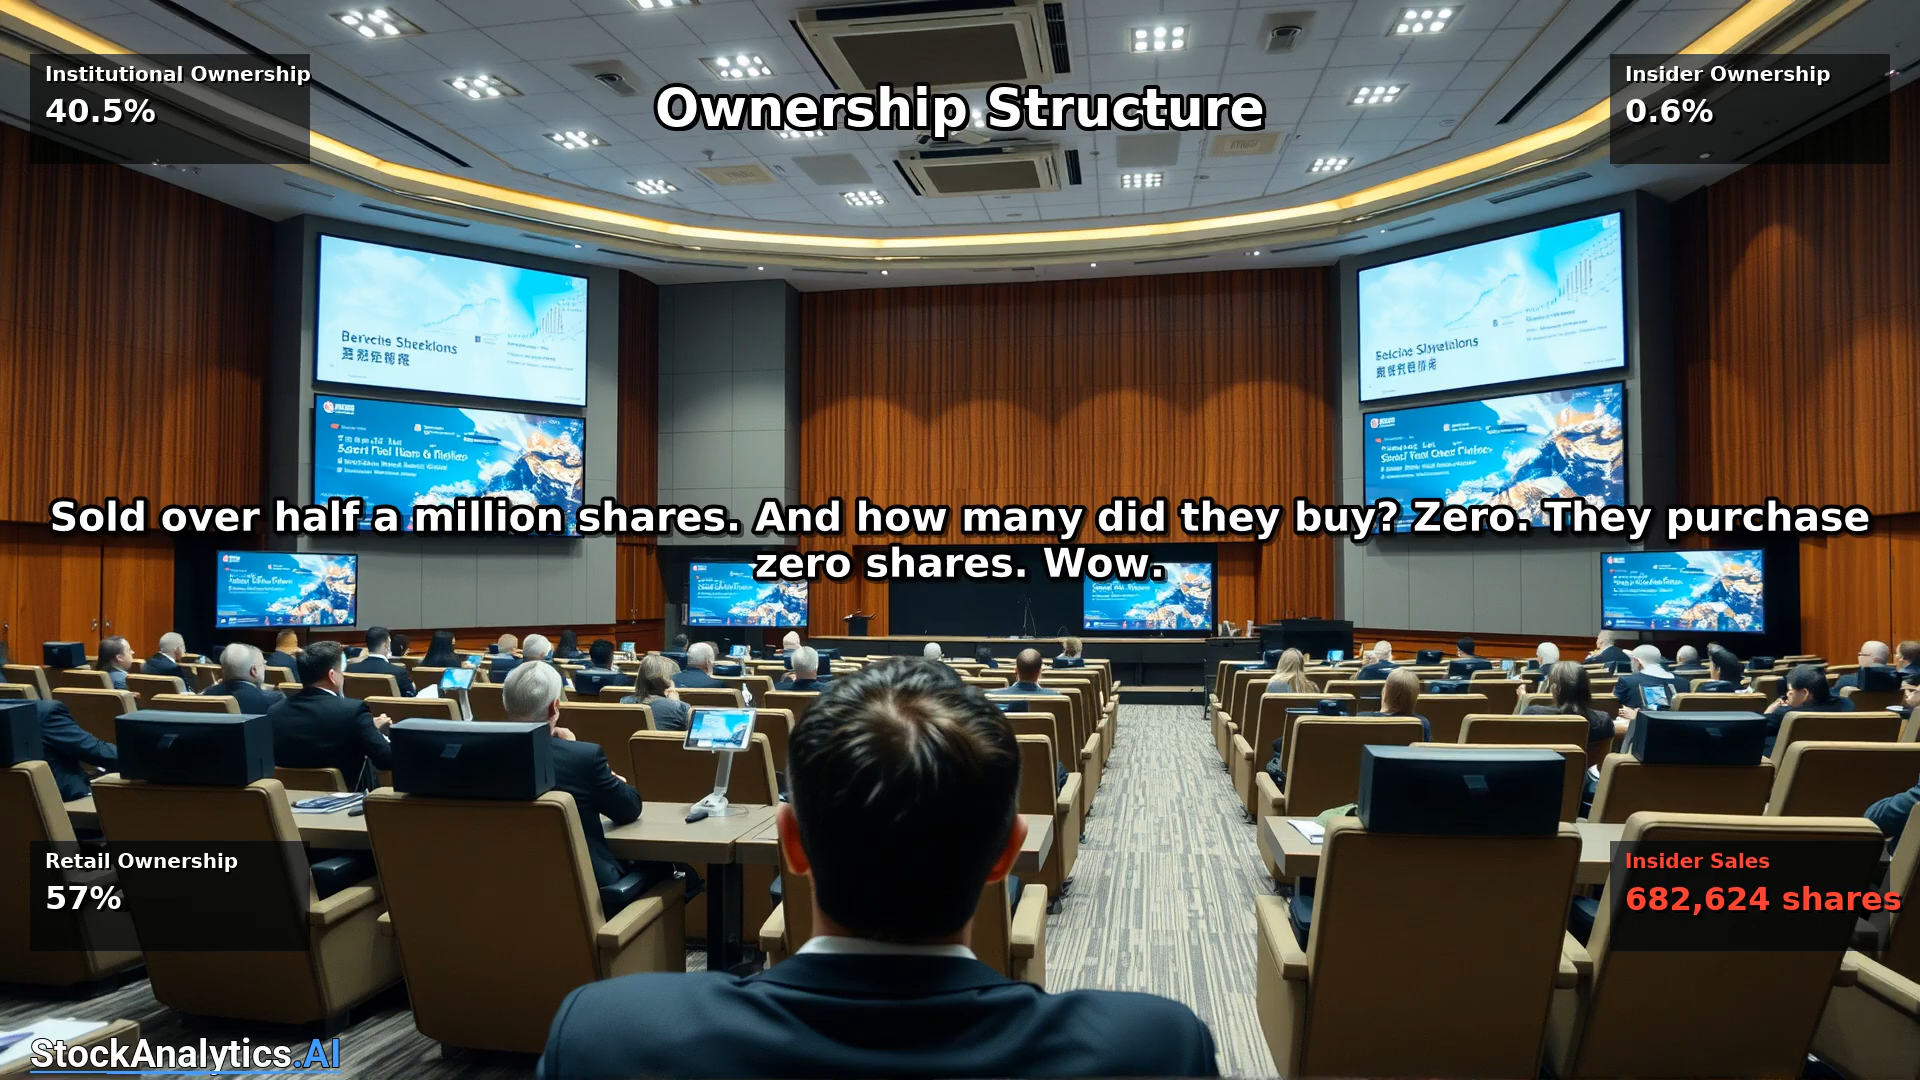 Institutional Ownership
40.5%
Ownership Structure
Insider Ownership
0.6%
Sold over half a million shares. And how many did they buy? Zero. They purchase
zero shares. Wow.
Retail Ownership
57%
Insider Sales
682,624 shares
StockAnalytics.AI